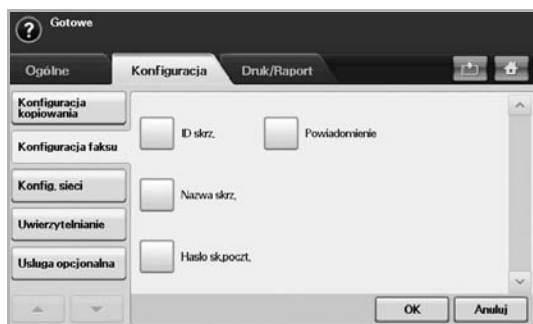 Gotowe
Ogólne
Konfiguracja
Druk/Raport
Konfiguracja
kopiowania
Konfiguracja faksu
Konfig. sieci
Uwierzytelnianie
Usługa opcjonalna
ID skrz.
Powiadomienie
Nazwa skrz.
Hasło sk.poczt.
OK
Anuluj